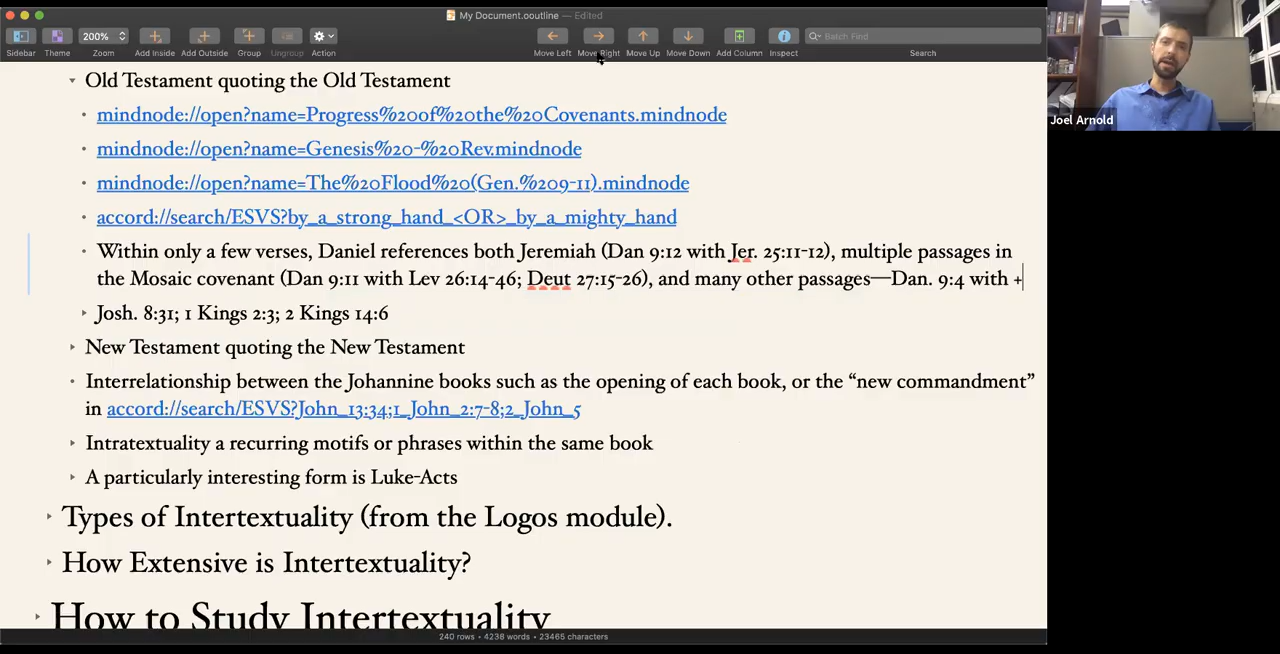 My Document.ooutline — Edited
200%
Batch Find
Sidebar Theme Zoom Add Inside Add Outside Group Ungroup Action Move Left Move Right Move Up Move Down Add Column Inspect Search
Old Testament quoting the Old Testament
mindnode://open?name=Progress%20of%20the%20Covenants.mindnode
mindnode://open?name=Genesis%20-%20Rev.mindnode
mindnode://open?name=The%20Flood%20(Gen.%209-11).mindnode
accord://search/ESVS?by_a_strong_hand_<OR>_by_a_mighty_hand
Within only a few verses, Daniel references both Jeremiah (Dan 9:12 with Jer. 25:11-12), multiple passages in
the Mosaic covenant (Dan 9:11 with Lev 26:14-46; Deut 27:15-26), and many other passages—Dan. 9:4 with +
Josh. 8:31; 1 Kings 2:3; 2 Kings 14:6
New Testament quoting the New Testament
Interrelationship between the Johannine books such as the opening of each book, or the “new commandment”
in accord://search/ESVS?John_13:34;1_John_2:7-8;2_John_5
Intratextuality a recurring motifs or phrases within the same book
A particularly interesting form is Luke-Acts
Types of Intertextuality (from the Logos module).
How Extensive is Intertextuality?
How to Study Intertextuality
240 rows • 4238 words • 23465 characters
Joel Arnold